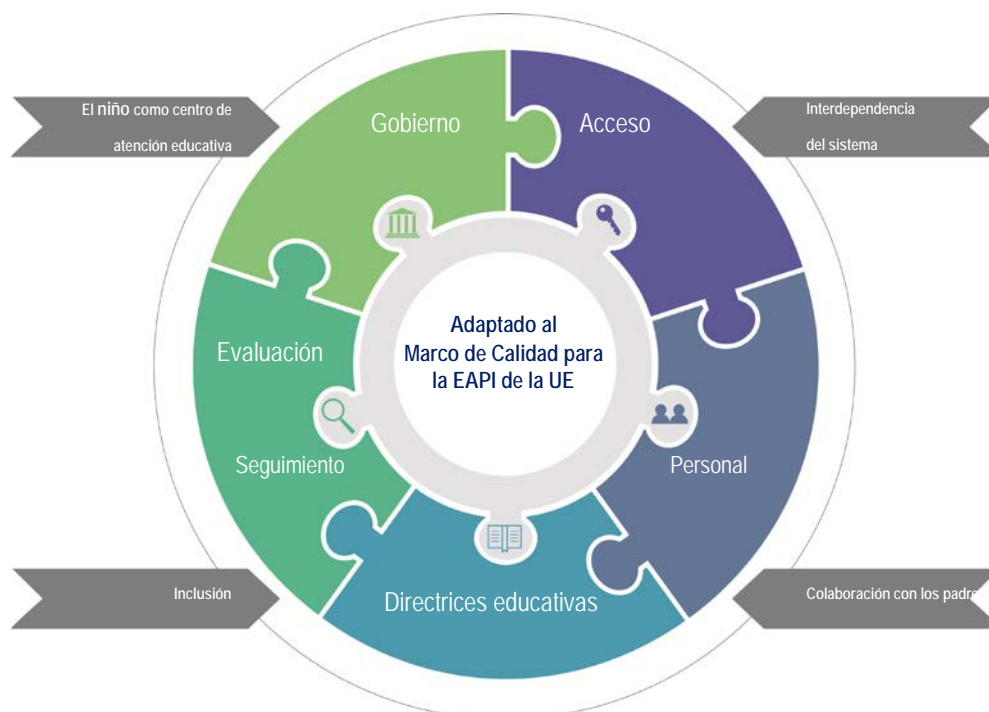 El niño como centro de
atención educativa
Gobierno
Acceso
Interdependencia
del sistema
Adaptado al
Marco de Calidad para
la EAPI de la UE
Evaluación
Seguimiento
Personal
Inclusión
Directrices educativas
Colaboración con los padre